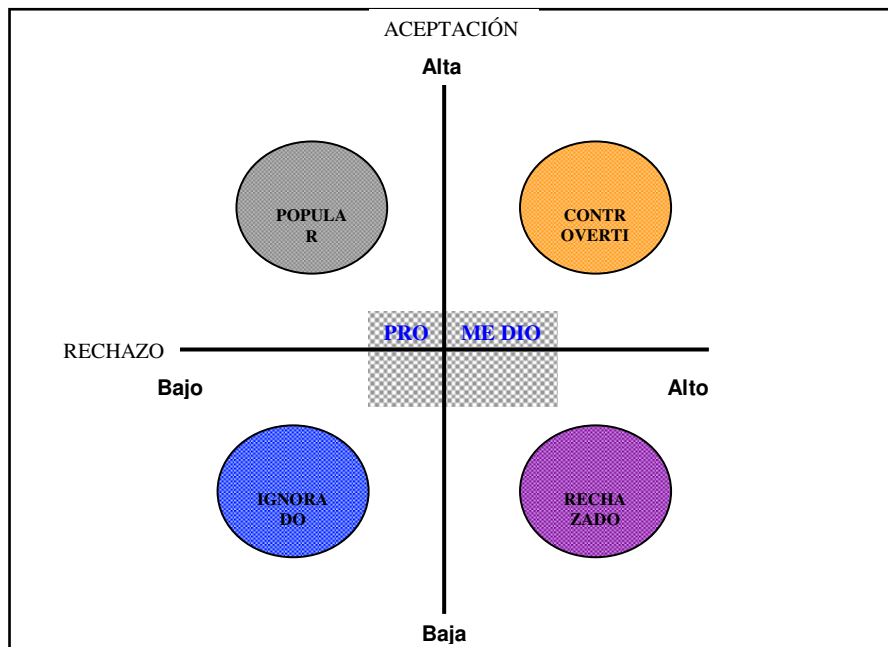 ACEPTACIÓN
Alta
POPULA
R
CONTR
OVERTI
PRO ME DIO
RECHAZO
Bajo
Alto
IGNORA
DO
RECHA
ZADO
Baja